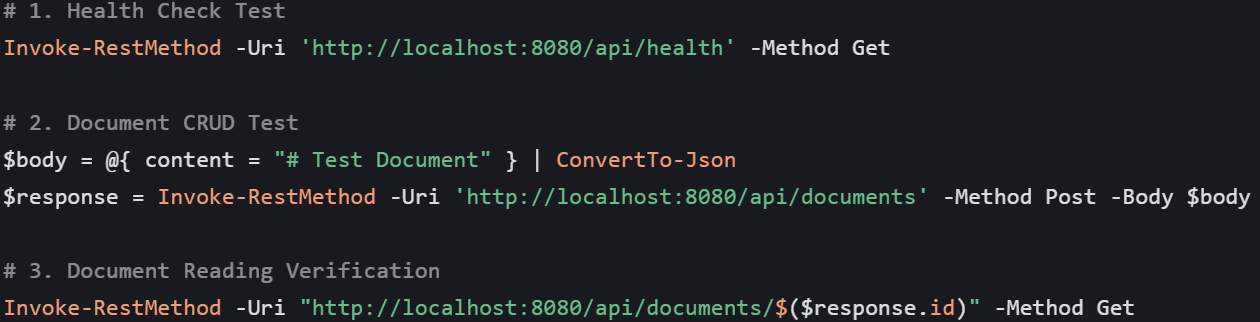 # 1. Health Check Test
Invoke-RestMethod -Uri 'http://localhost:8080/api/health' -Method Get
# 2. Document CRUD Test
$body = @{ content = "# Test Document" } | ConvertTo-Json
$response = Invoke-RestMethod -Uri 'http://localhost:8080/api/documents' -Method Post -Body $body
# 3. Document Reading Verification
Invoke-RestMethod -Uri "http://localhost:8080/api/documents/$($response.id)" -Method Get